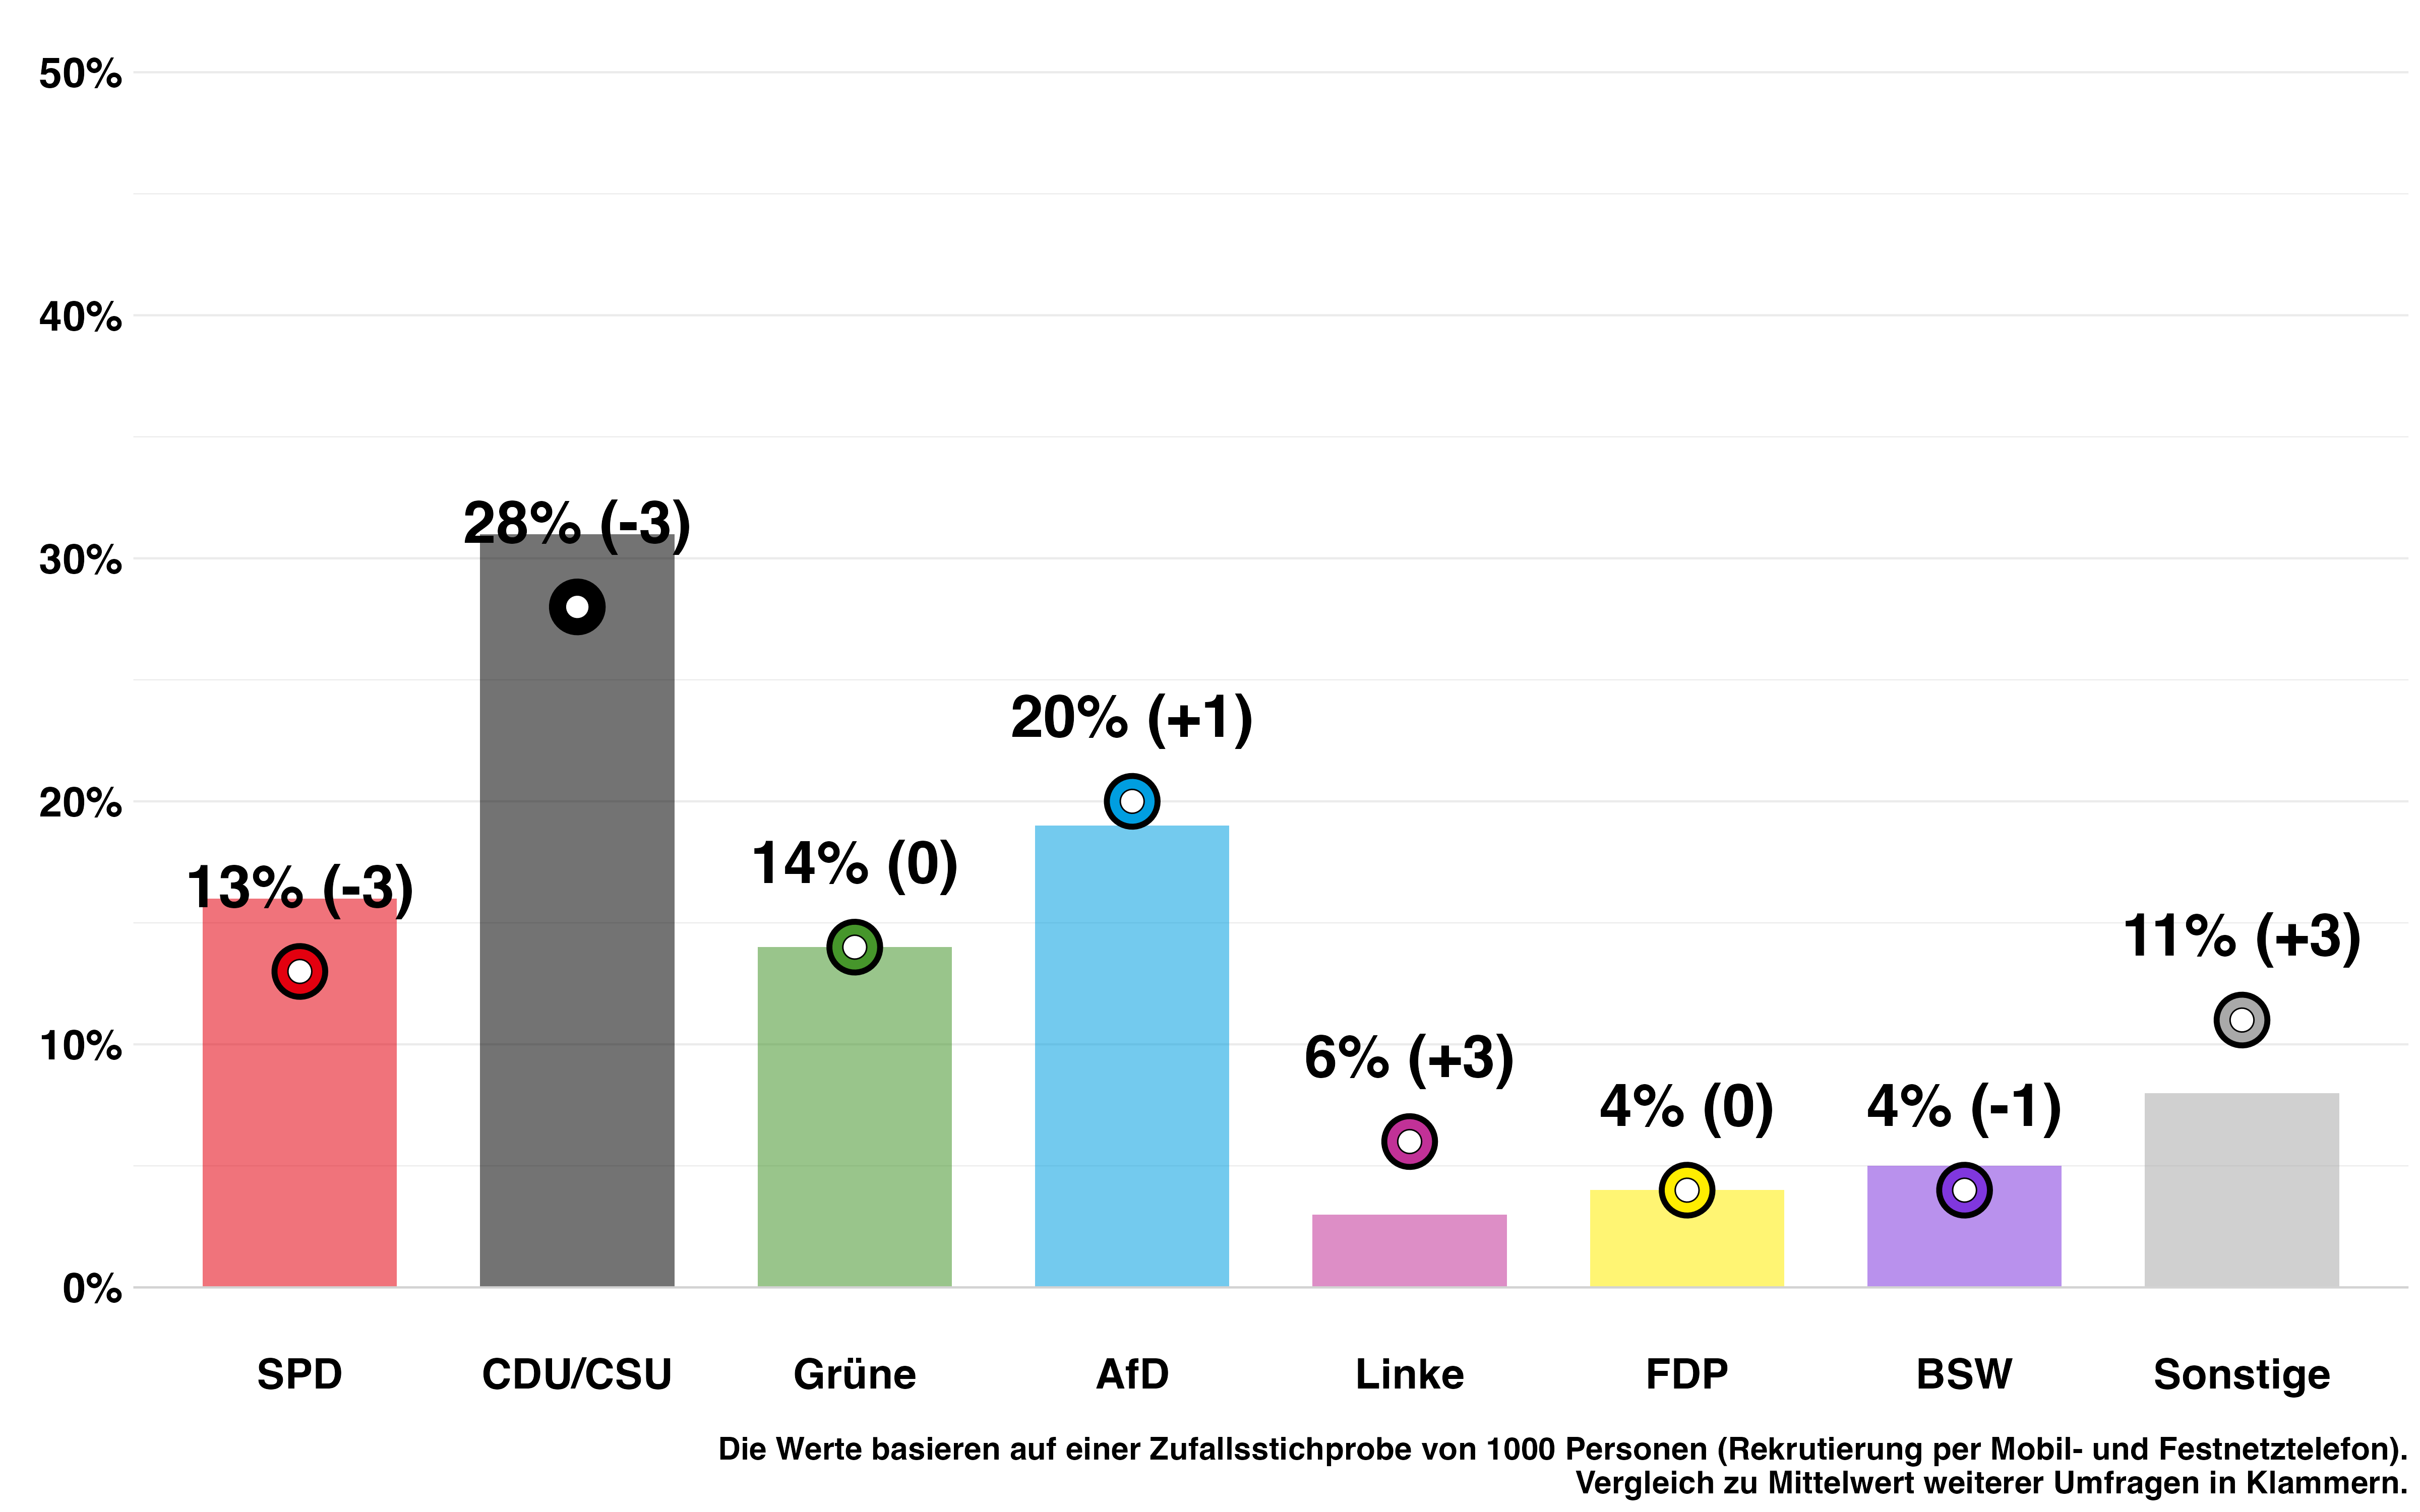 50%
40%
30%
20%
10%
0%
13% (-3)
28% (-3)
14% (0)
20% (+1)
6% (+3)
4% (0)
4% (-1)
11% (+3)
SPD
CDU/CSU
Grüne
AfD
Linke
FDP
BSW
Sonstige
Die Werte basieren auf einer Zufallsstichprobe von 1000 Personen (Rekrutierung per Mobil- und Festnetztelefon).
Vergleich zu Mittelwert weiterer Umfragen in Klammern.